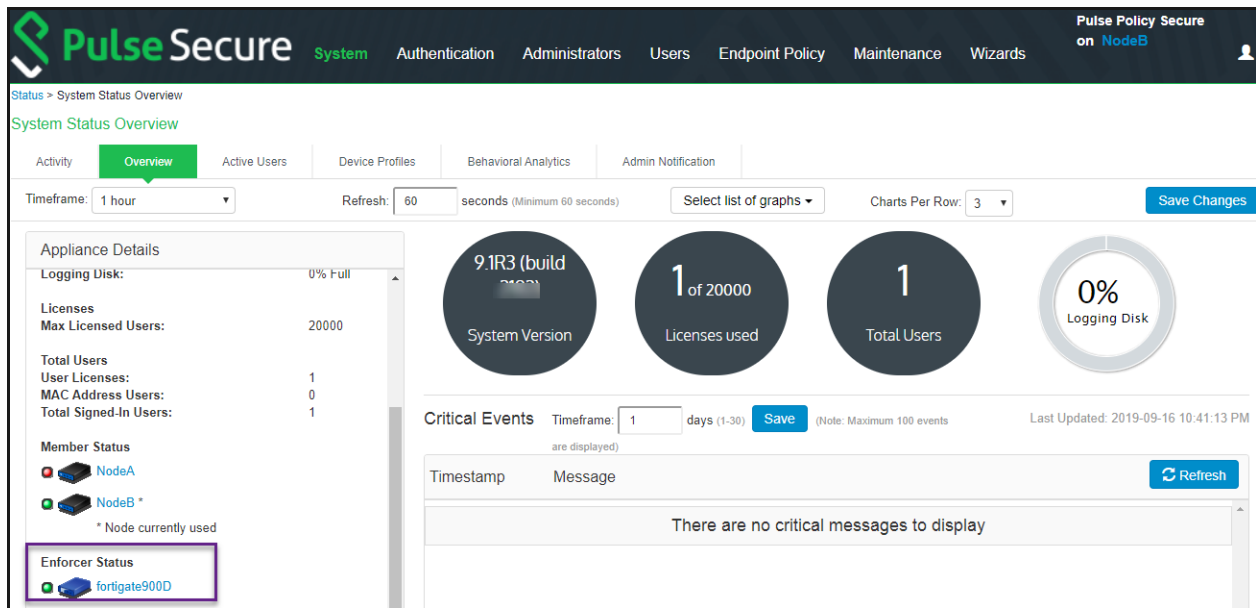 Pulse Secure
System Authentication Administrators Users Endpoint Policy Maintenance Wizards
Pulse Policy Secure
on NodeB
Status > System Status Overview
System Status Overview
Activity Overview Active Users Device Profiles Behavioral Analytics Admin Notification
Timeframe: 1 hour Refresh: 60 seconds (Minimum 60 seconds) Select list of graphs Charts Per Row: 3 Save Changes
Appliance Details
Logging Disk: 0% Full
Licenses
Max Licensed Users: 20000
Total Users
User Licenses: 1
MAC Address Users: 0
Total Signed-In Users: 1
Member Status
NodeA
NodeB *
* Node currently used
Enforcer Status
fortigate900D
9.1R3 (build
System Version
1 of 20000
Licenses used
1
Total Users
0%
Logging Disk
Critical Events Timeframe: 1 days (1-30) Save (Note: Maximum 100 events
are displayed)
Last Updated: 2019-09-16 10:41:13 PM
Timestamp Message Refresh
There are no critical messages to display